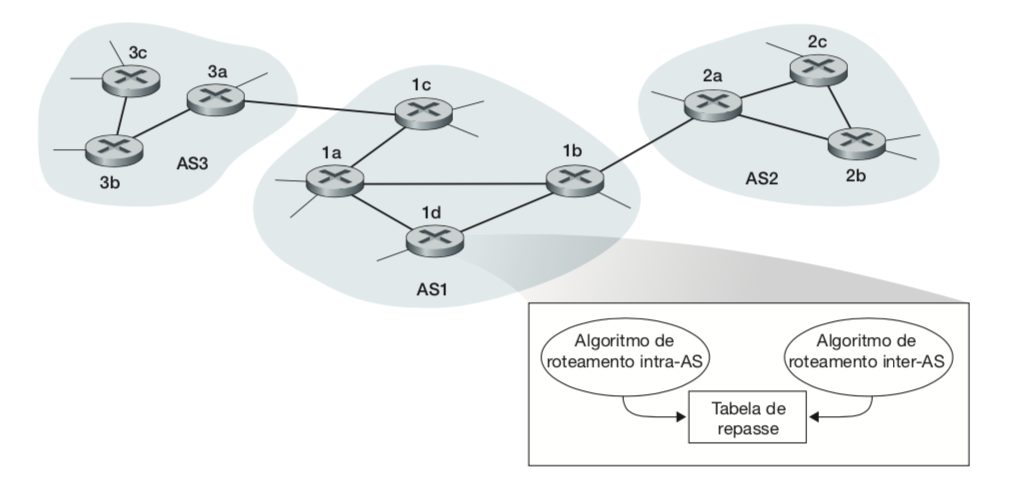 3c
3a
3b
AS3
1c
1a
1b
1d
AS1
2c
2a
2b
AS2
Algoritmo de
roteamento intra-AS
Algoritmo de
roteamento inter-AS
Tabela de
repasse